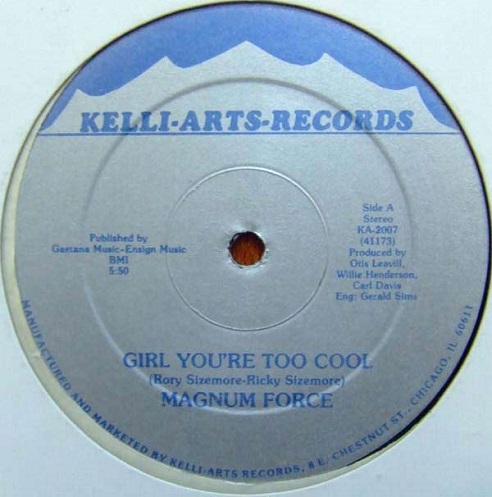 KELLI-ARTS-RECORDS
Published by
Gaetana Music-Ensign Music
BMI
5:50
Side A
Stereo
KA-2007
(41173)
Produced by
Otis Leavill,
Willie Henderson,
Carl Davis
Eng: Gerald Sims
GIRL YOU'RE TOO COOL
(Rory Sizemore-Ricky Sizemore)
MAGNUM FORCE
MANUFACTURED AND MARKETED BY KELLI-ARTS RECORDS, 8 E. CHESTNUT ST., CHICAGO, IL 60611